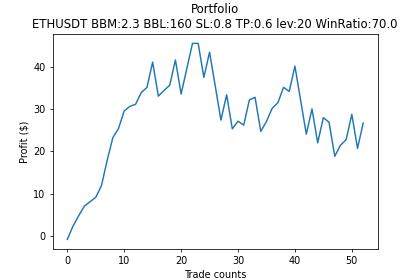 Portfolio
ETHUSDT BBM:2.3 BBL:160 SL:0.8 TP:0.6 lev:20 WinRatio:70.0
40
30
20
10
0
Profit ($)
0 10 20 30 40 50
Trade counts